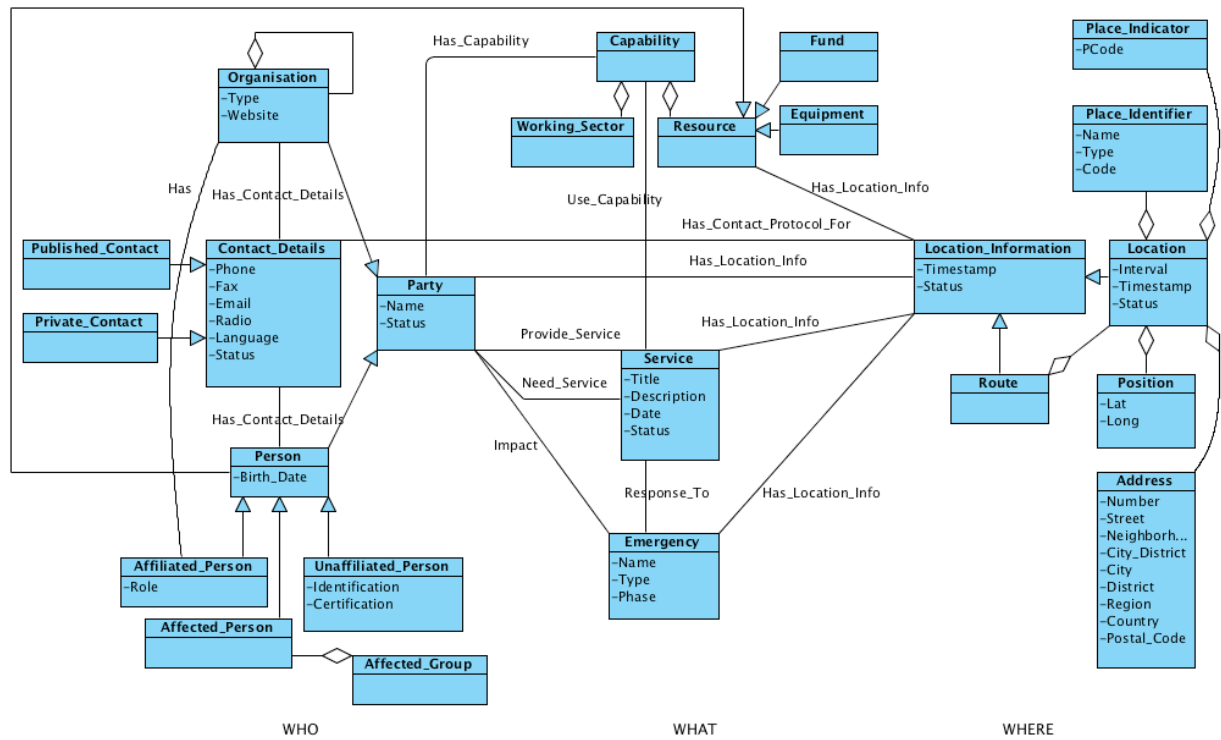 Organisation
-Type
-Website
Has_Capability
Capability
Fund
Place_Indicator
-PCode
Working_Sector
Resource
Equipment
Place_Identifier
-Name
-Type
-Code
Has
Has_Contact_Details
Use_Capability
Has_Location_Info
Has_Contact_Protocol_For
Published_Contact
Private_Contact
Contact_Details
-Phone
-Fax
-Email
-Radio
-Language
-Status
Party
-Name
-Status
Has_Location_Info
Location_Information
-Timestamp
-Status
Location
-Interval
-Timestamp
-Status
Provide_Service
Has_Location_Info
Need_Service
Service
-Title
-Description
-Date
-Status
Route
Position
-Lat
-Long
Has_Contact_Details
Person
-Birth_Date
Impact
Response_To
Has_Location_Info
Address
-Number
-Street
-Neighborh...
-City_District
-City
-District
-Region
-Country
-Postal_Code
Affiliated_Person
-Role
Unaffiliated_Person
-Identification
-Certification
Emergency
-Name
-Type
-Phase
Affected_Person
Affected_Group
WHO
WHAT
WHERE